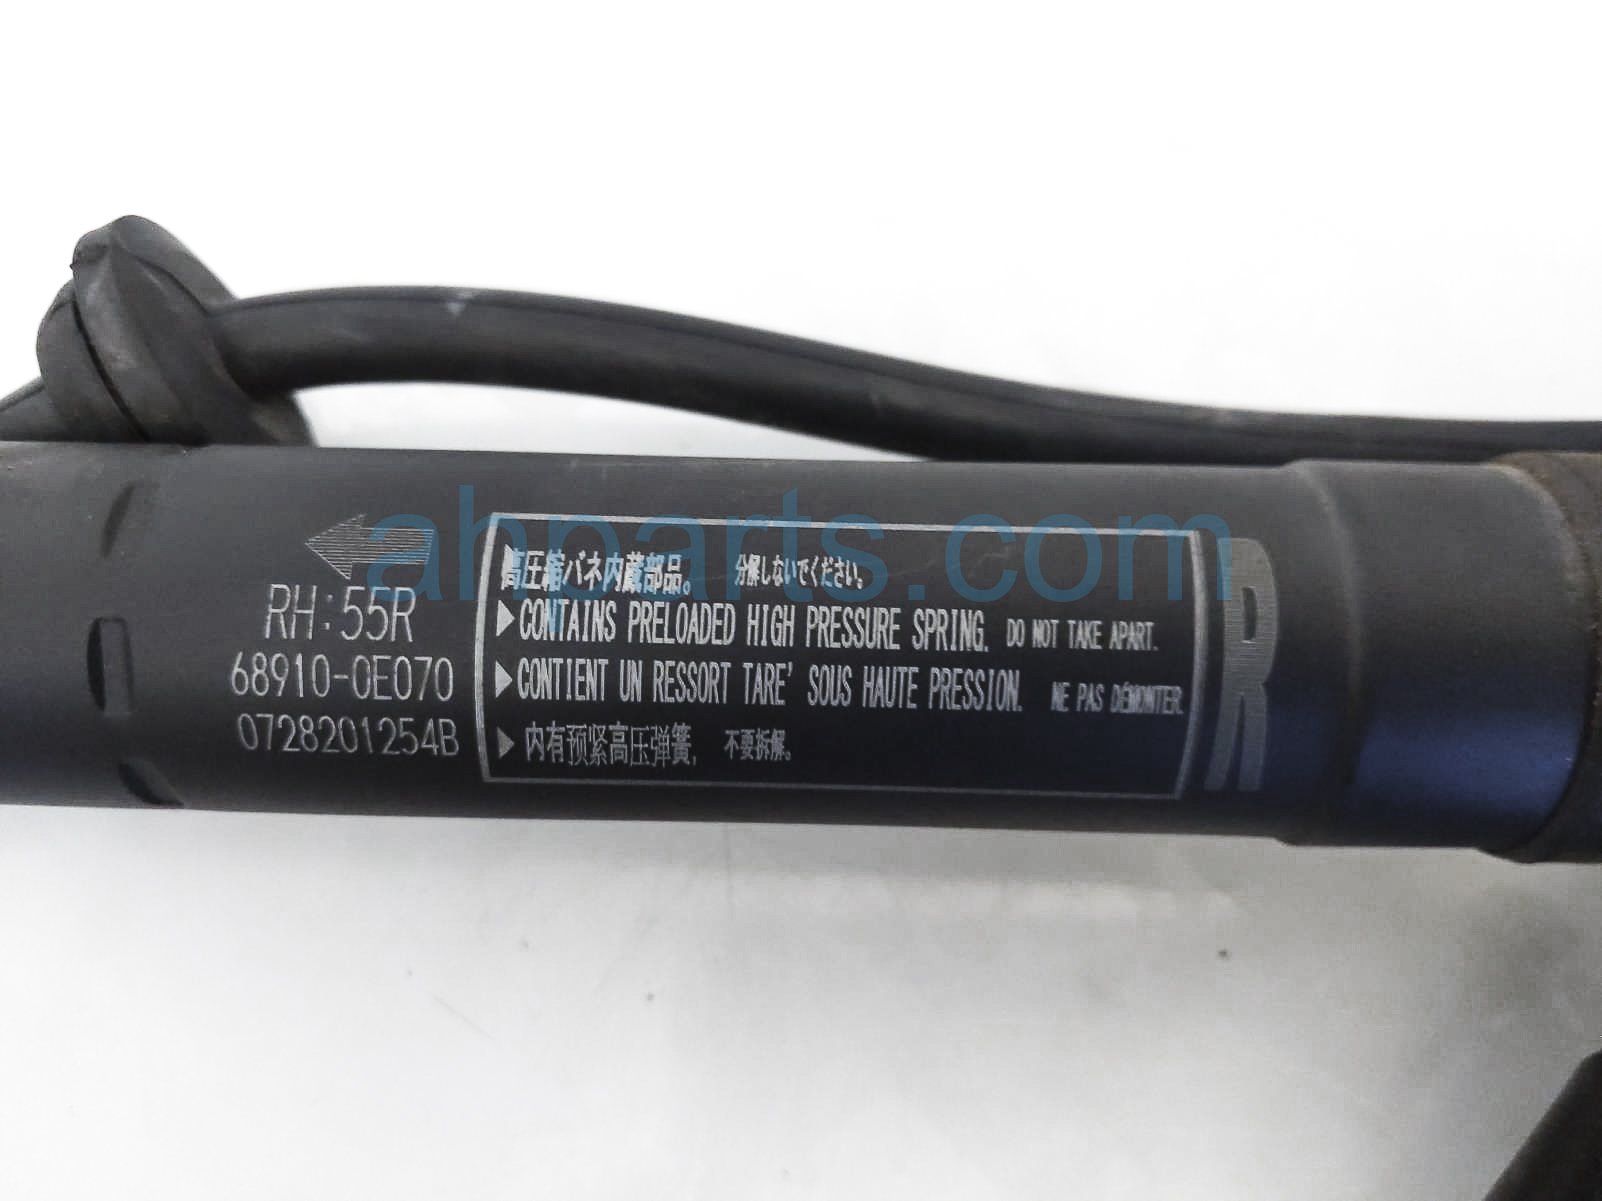 ahparts.com
RH:55R
68910-0E070
0728201254B
▶高圧縮バネ内蔵部品。 分解しないでください。
▶CONTAINS PRELOADED HIGH PRESSURE SPRING. DO NOT TAKE APART.
▶CONTIENT UN RESSORT TARE' SOUS HAUTE PRESSION. NE PAS DÉMONTER.
▶内有预紧高压弹簧, 不要拆解。
R